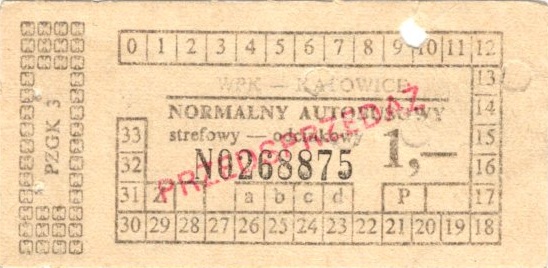 0 1 2 3 4 5 6 7 8 9 10 11 12
PZGK 3
WPK — KATOWICE
13
NORMALNY AUTOBUSOWY
14
33 strefowy — odcinkowy 1,— 15
32 N0268875 16
PRZEDSPRZEDAŻ
31 Z a b c d P 17
30 29 28 27 26 25 24 23 22 21 20 19 18